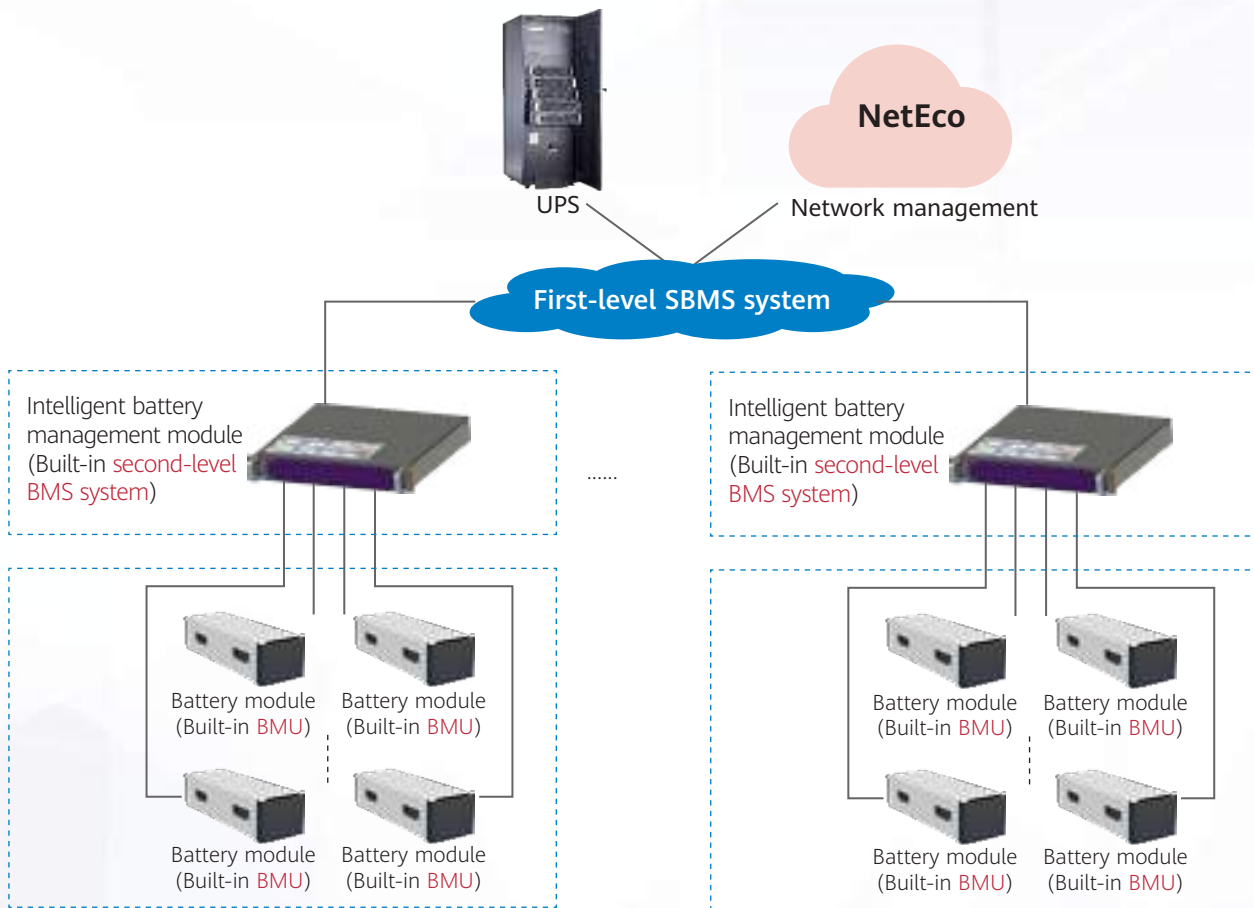 NetEco
UPS
Network management
First-level SBMS system
Intelligent battery
management module
(Built-in second-level
BMS system)
......
Intelligent battery
management module
(Built-in second-level
BMS system)
Battery module
(Built-in BMU)
Battery module
(Built-in BMU)
Battery module
(Built-in BMU)
Battery module
(Built-in BMU)
Battery module
(Built-in BMU)
Battery module
(Built-in BMU)
Battery module
(Built-in BMU)
Battery module
(Built-in BMU)